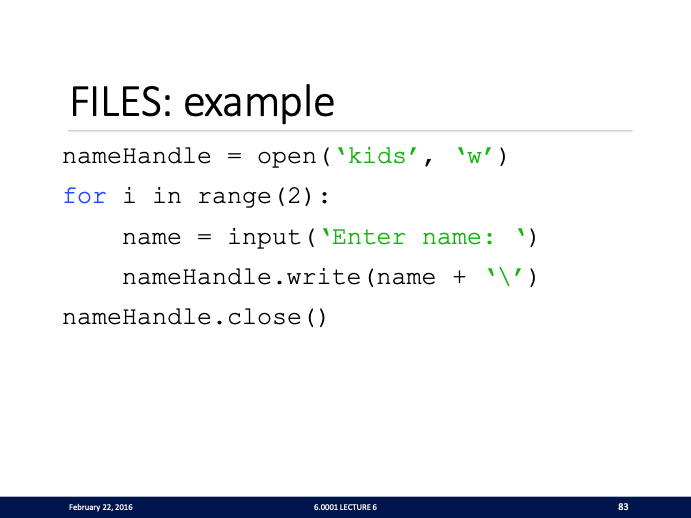 FILES: example
nameHandle = open(‘kids’, ‘w’)
for i in range(2):
    name = input(‘Enter name: ‘)
    nameHandle.write(name + ‘\’)
nameHandle.close()
February 22, 2016 6.0001 LECTURE 6 83